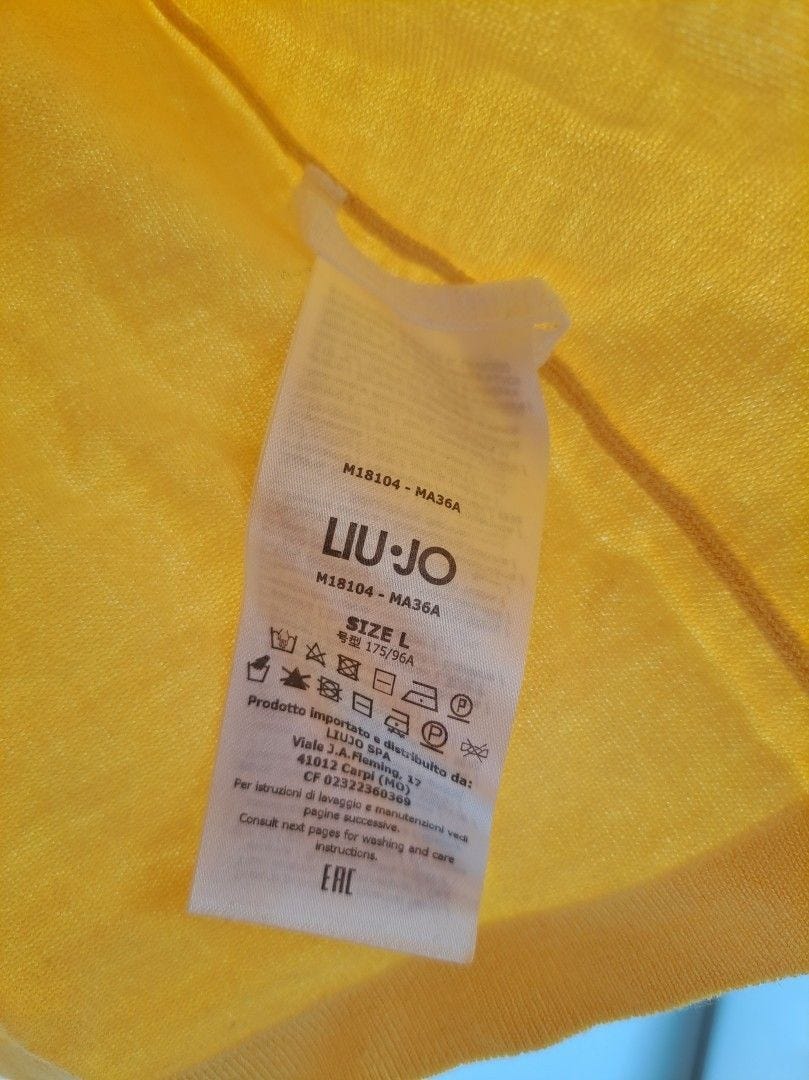 M18104 - MA36A
LIU·JO
M18104 - MA36A
SIZE L
号型 175/96A
Prodotto importato e distribuito da:
LIUJO SPA
Viale J.A.Fleming, 17
41012 Carpi (MO)
CF 02322360369
Per istruzioni di lavaggio e manutenzioni vedi
pagine successive.
Consult next pages for washing and care
instructions.
EAC